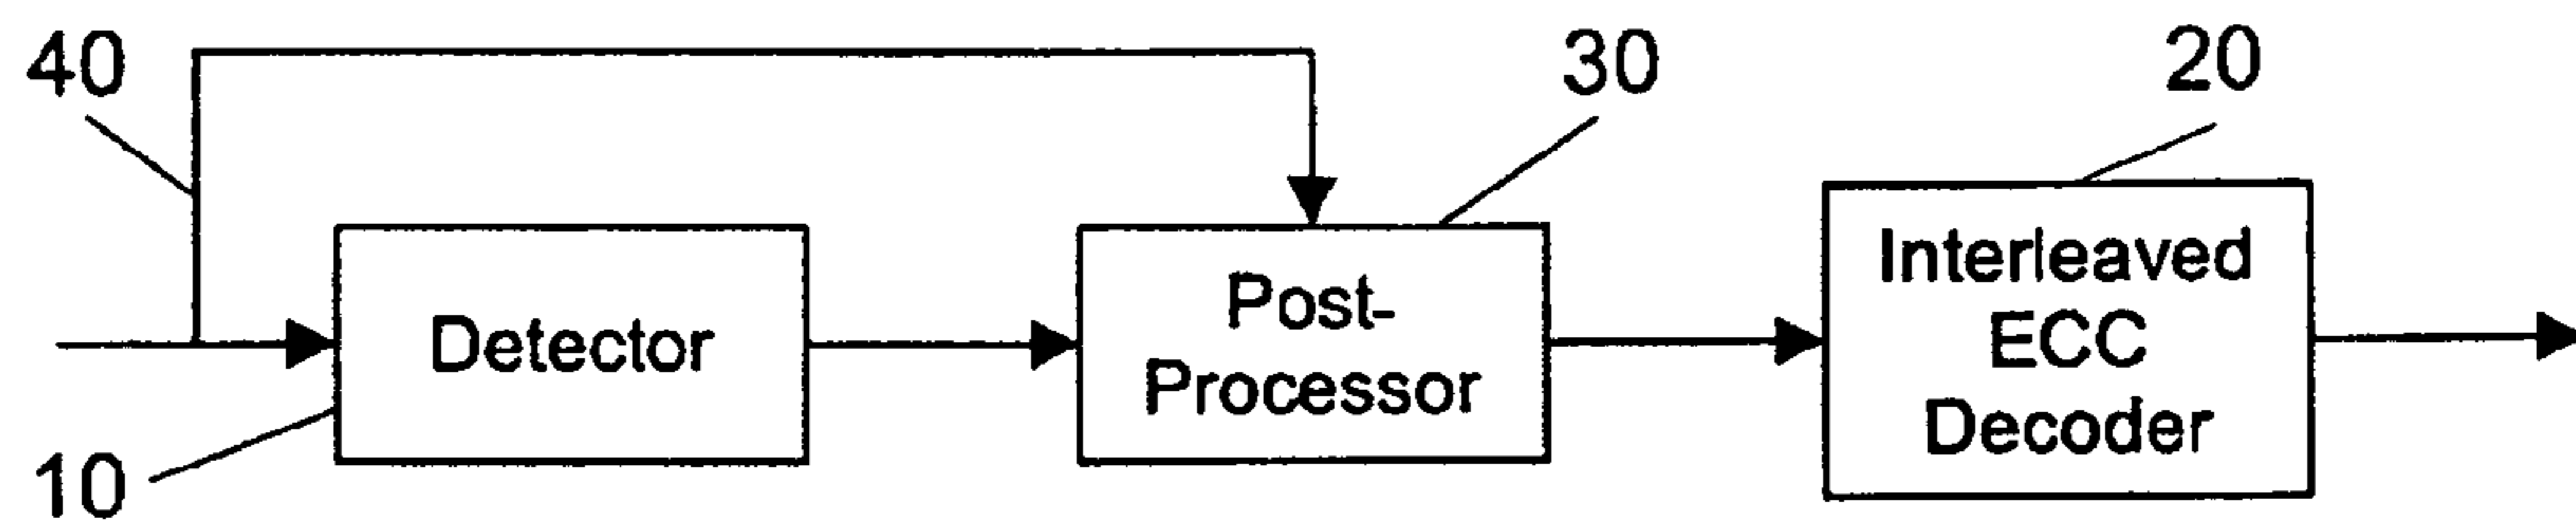 40
30
20
Detector
Post-
Processor
Interleaved
ECC
Decoder
10